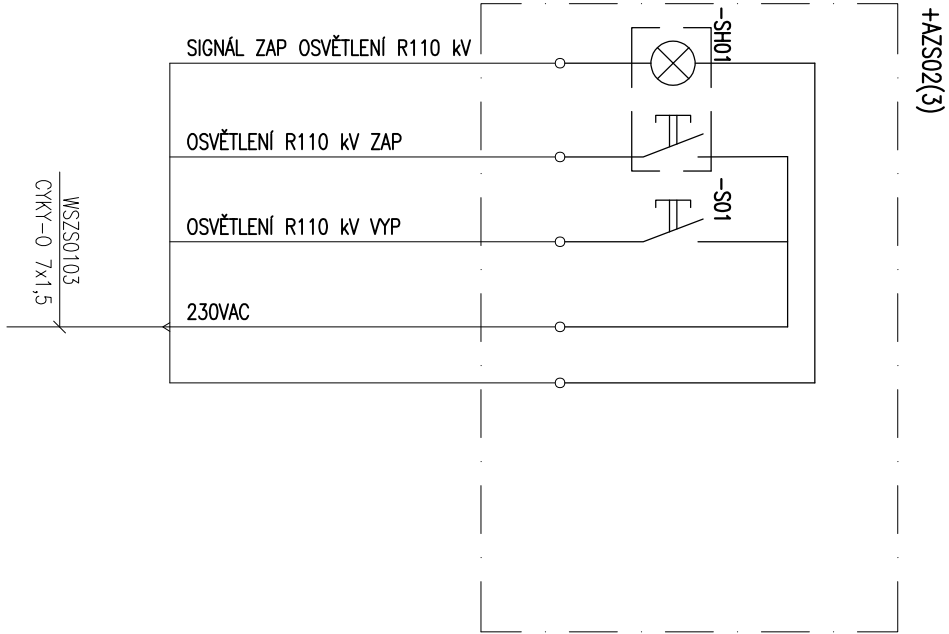 +AZS02(3)
-SH01
SIGNÁL ZAP OSVĚTLENÍ R110 kV
OSVĚTLENÍ R110 kV ZAP
-S01
OSVĚTLENÍ R110 kV VYP
230VAC
WSZS0103
CYKY-O 7x1,5